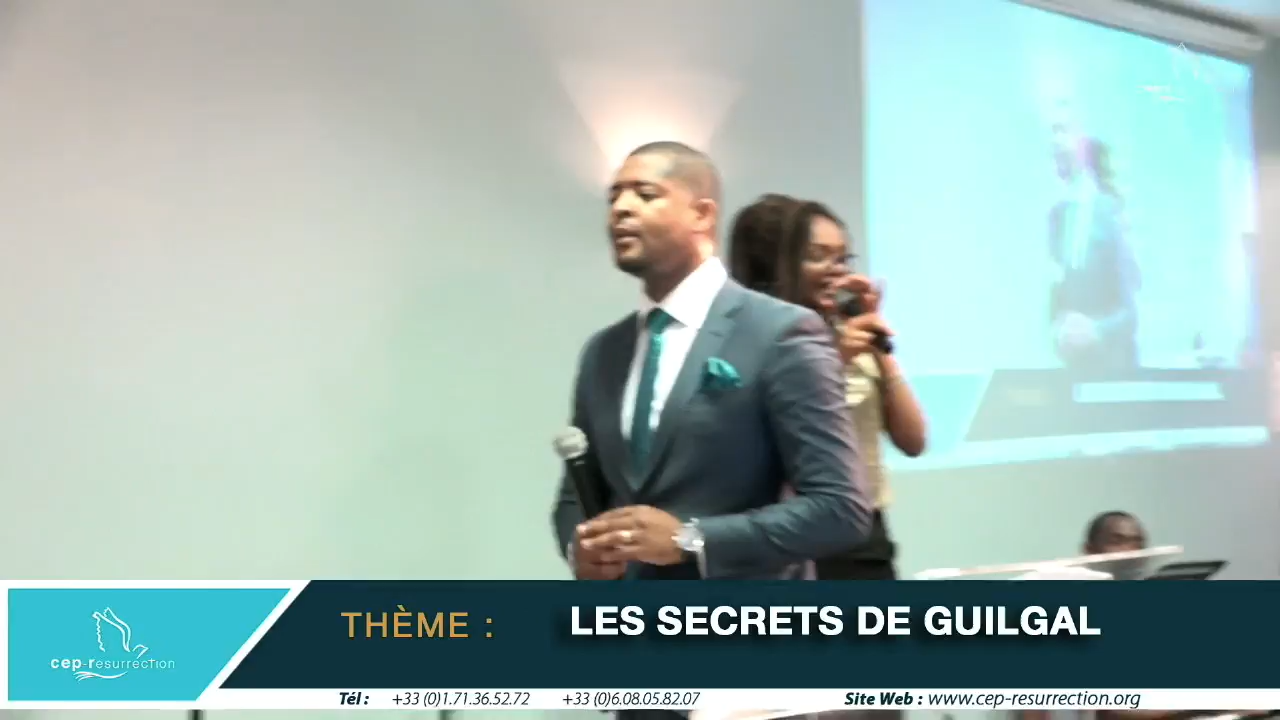 THÈME : LES SECRETS DE GUILGAL
cep-resurrection
Tél : +33 (0)1.71.36.52.72 +33 (0)6.08.05.82.07 Site Web : www.cep-resurrection.org